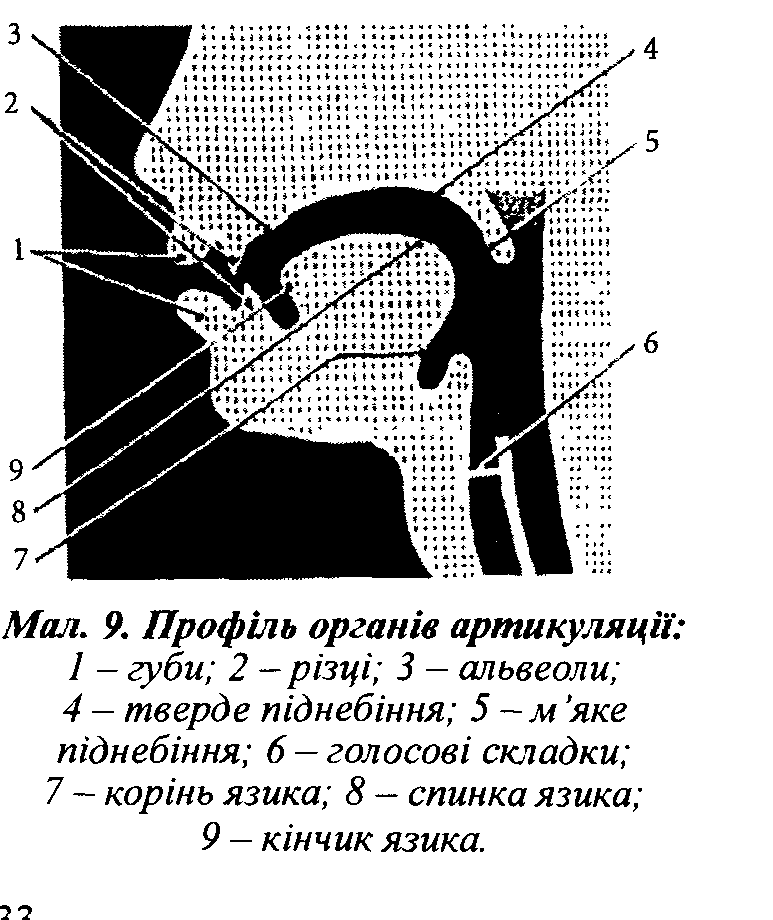 3
4
2
5
1
6
9
8
7
Мал. 9. Профіль органів артикуляції:
1 – губи; 2 – різці; 3 – альвеоли;
4 – тверде піднебіння; 5 – м’яке
піднебіння; 6 – голосові складки;
7 – корінь язика; 8 – спинка язика;
9 – кінчик язика.